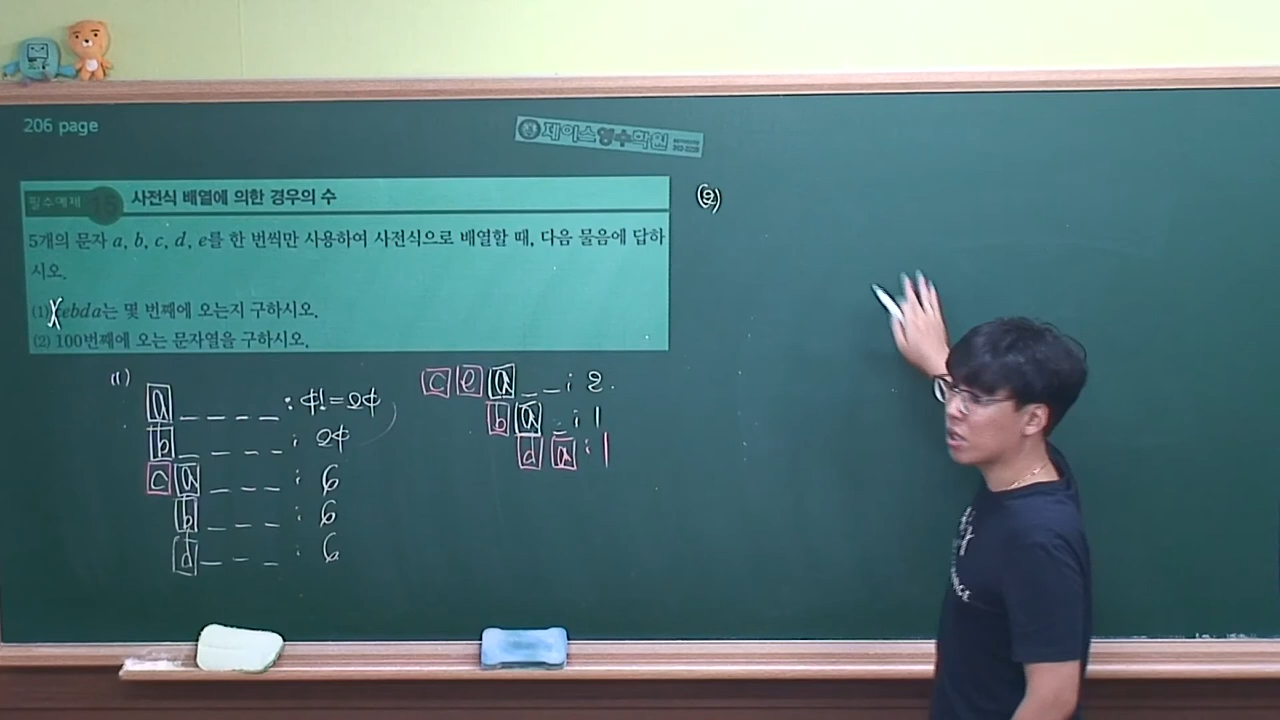 206 page
제이스영수학원
필수예제 15 사전식 배열에 의한 경우의 수
5개의 문자 a, b, c, d, e를 한 번씩만 사용하여 사전식으로 배열할 때, 다음 물음에 답하
시오.
(1) cebda는 몇 번째에 오는지 구하시오.
(2) 100번째에 오는 문자열을 구하시오.
(1)
a _ _ _ _ : 4! = 24
b _ _ _ _ : 24
c a _ _ _ : 6
b _ _ _ : 6
d _ _ _ : 6
c e a _ _ : 2
b a _ : 1
d a : 1
(2)